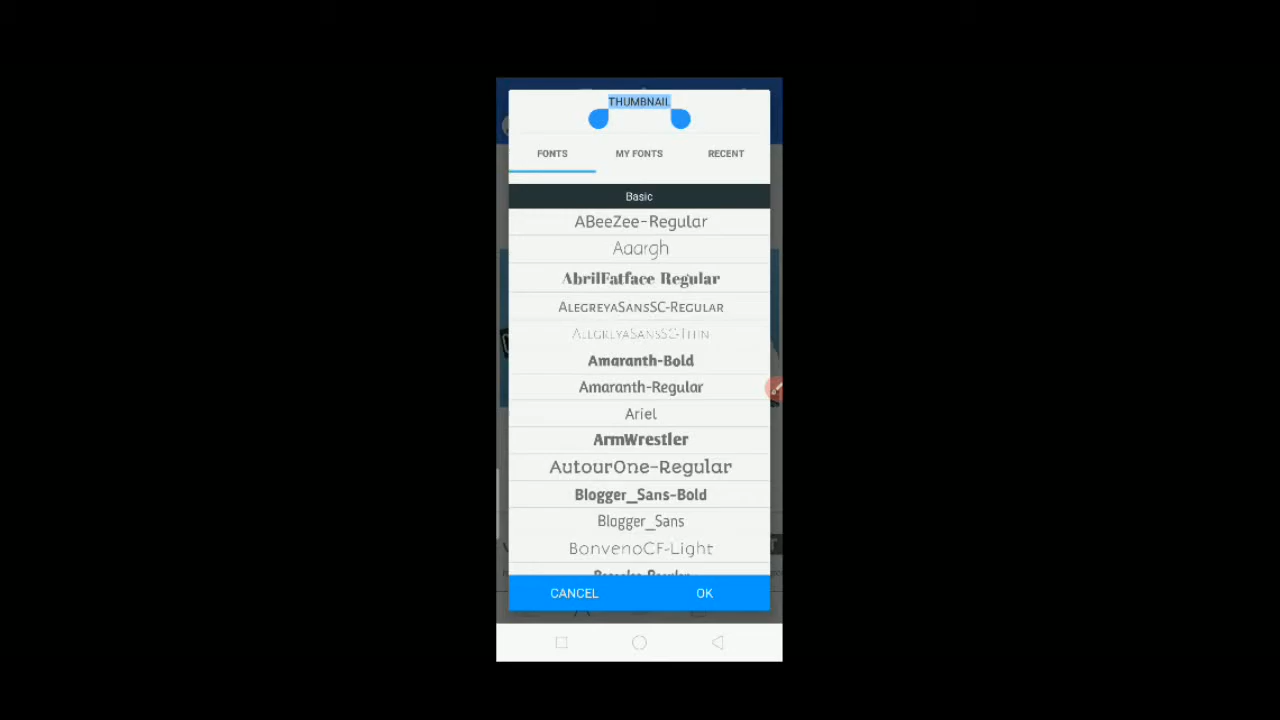 THUMBNAIL
FONTS MY FONTS RECENT
Basic
ABeeZee-Regular
Aaargh
AbrilFatface Regular
AlegreyaSansSC-Regular
AlegreyaSansSC-Thin
Amaranth-Bold
Amaranth-Regular
Ariel
ArmWrestler
AutourOne-Regular
Blogger_Sans-Bold
Blogger_Sans
BonvenoCF-Light
CANCEL OK